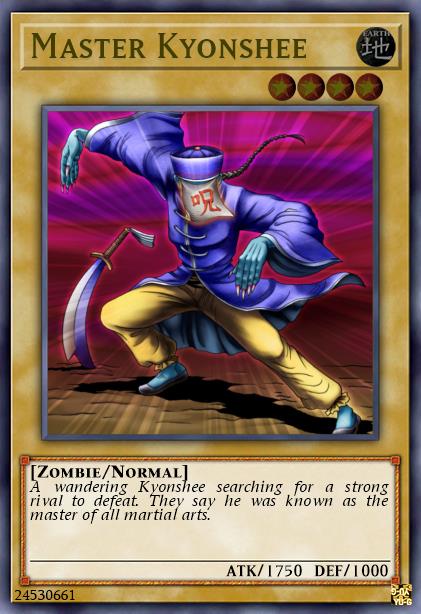 MASTER KYONSHEE
EARTH
地
呪
[ZOMBIE/NORMAL]
A wandering Kyonshee searching for a strong
rival to defeat. They say he was known as the
master of all martial arts.
ATK/1750 DEF/1000
24530661